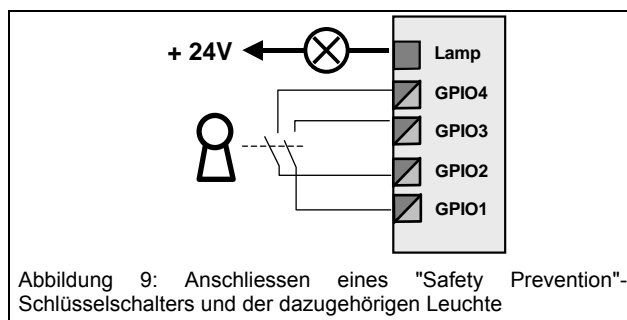 + 24V
Lamp
GPIO4
GPIO3
GPIO2
GPIO1
Abbildung 9: Anschliessen eines "Safety Prevention"-
Schlüsselschalters und der dazugehörigen Leuchte